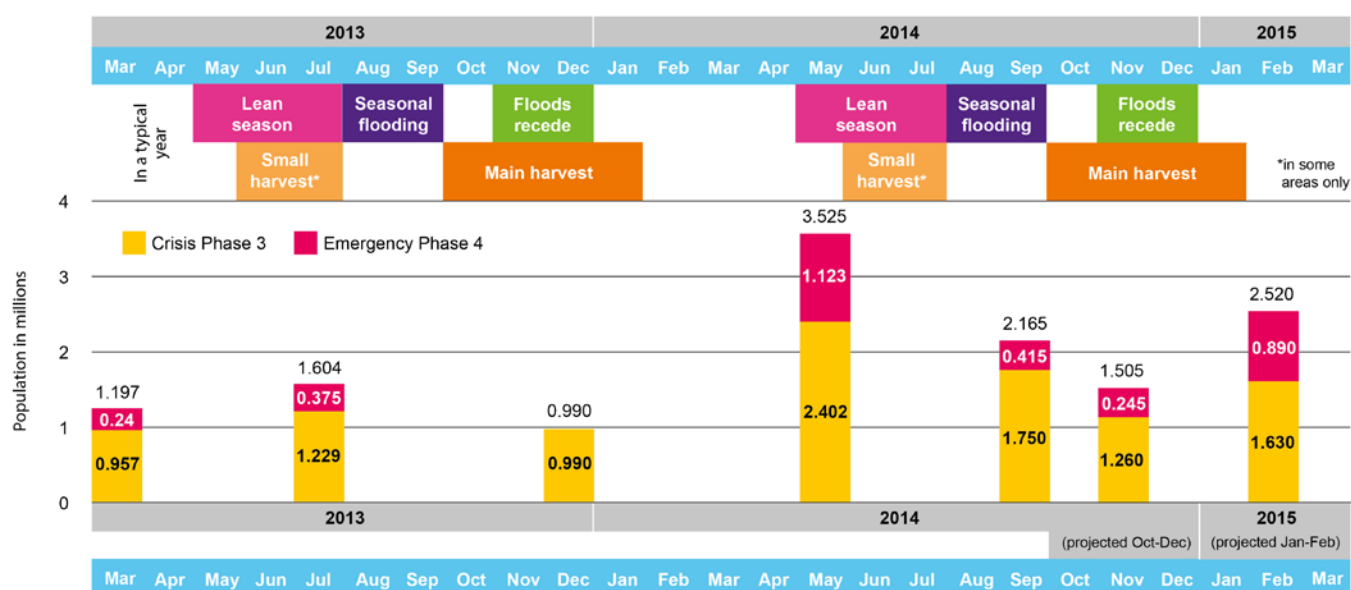 2013 2014 2015
Mar Apr May Jun Jul Aug Sep Oct Nov Dec Jan Feb Mar Apr May Jun Jul Aug Sep Oct Nov Dec Jan Feb Mar
In a typical
year
Lean
season
Seasonal
flooding
Floods
recede
Lean
season
Seasonal
flooding
Floods
recede
Small
harvest*
Main harvest
Small
harvest*
Main harvest
*in some
areas only
Population in millions
4
3
2
1
0
Crisis Phase 3
Emergency Phase 4
1.197
0.24
0.957
1.604
0.375
1.229
0.990
0.990
3.525
1.123
2.402
2.165
0.415
1.750
1.505
0.245
1.260
2.520
0.890
1.630
2013 2014 2015
(projected Oct-Dec) (projected Jan-Feb)
Mar Apr May Jun Jul Aug Sep Oct Nov Dec Jan Feb Mar Apr May Jun Jul Aug Sep Oct Nov Dec Jan Feb Mar